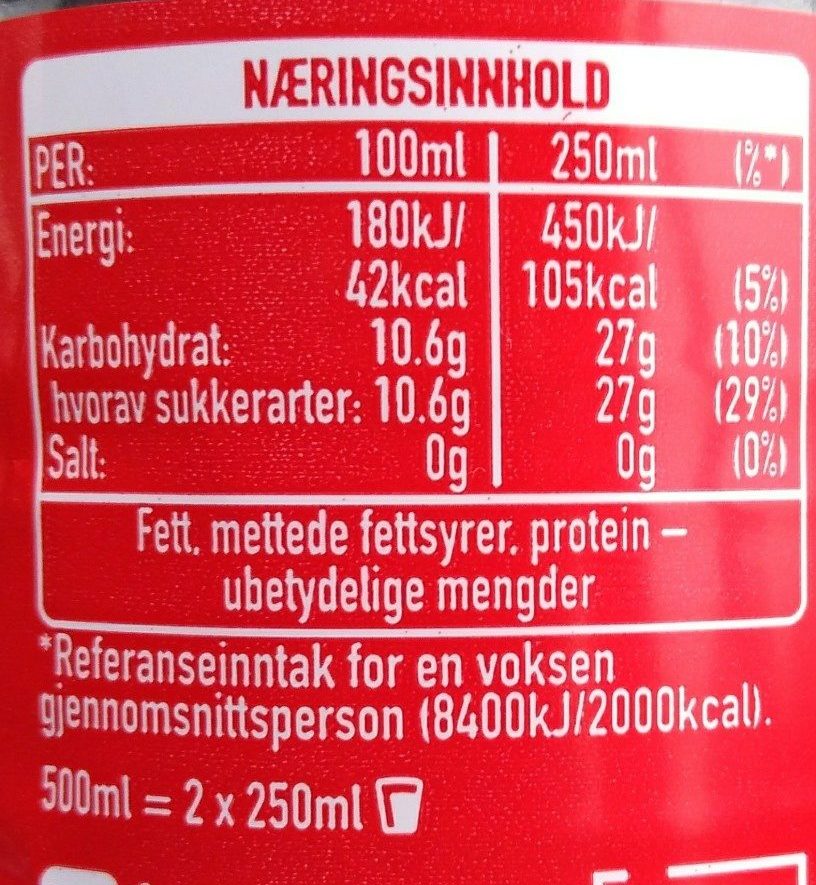 NÆRINGSINNHOLD
PER: 100ml 250ml (%*)
Energi: 180kJ/ 450kJ/
42kcal 105kcal (5%)
Karbohydrat: 10.6g 27g (10%)
hvorav sukkerarter: 10.6g 27g (29%)
Salt: 0g 0g (0%)
Fett, mettede fettsyrer, protein –
ubetydelige mengder
*Referanseinntak for en voksen
gjennomsnittsperson (8400kJ/2000kcal).
500ml = 2 x 250ml